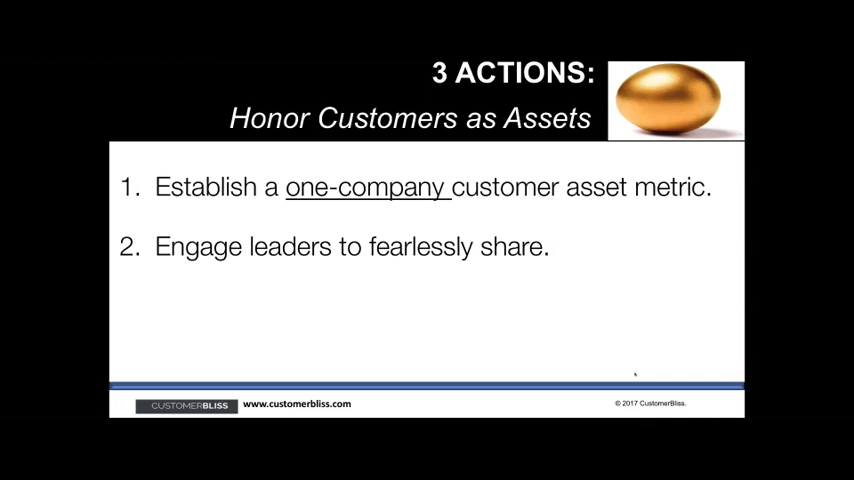 3 ACTIONS:
Honor Customers as Assets
1. Establish a one-company customer asset metric.
2. Engage leaders to fearlessly share.
CUSTOMERBLISS www.customerbliss.com © 2017 CustomerBliss.